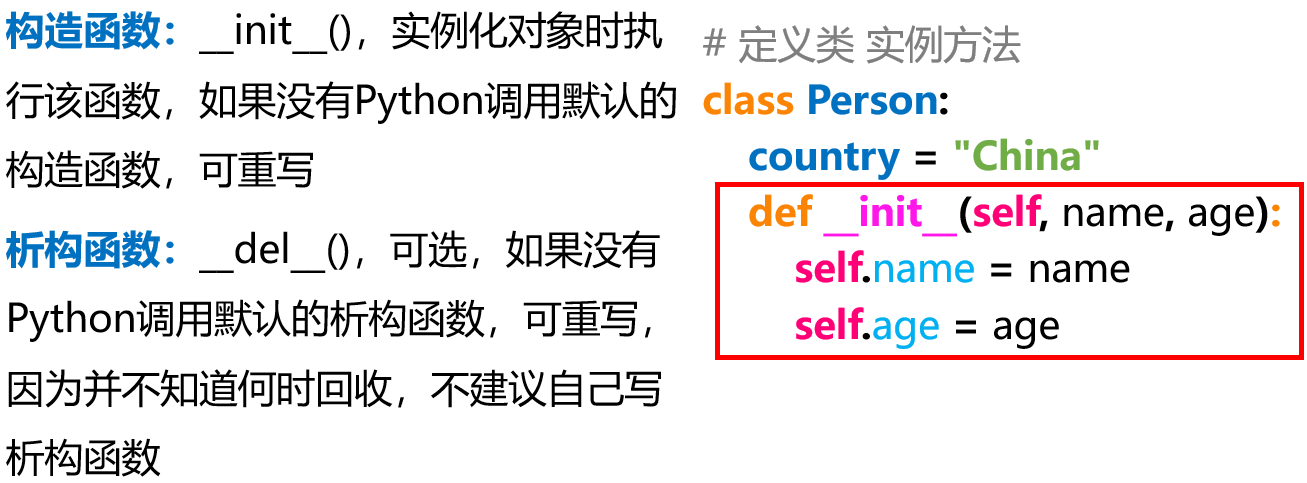 构造函数：__init__()，实例化对象时执
行该函数，如果没有Python调用默认的
构造函数，可重写
析构函数：__del__()，可选，如果没有
Python调用默认的析构函数，可重写，
因为并不知道何时回收，不建议自己写
析构函数
# 定义类 实例方法
class Person:
country = "China"
def __init__(self, name, age):
self.name = name
self.age = age